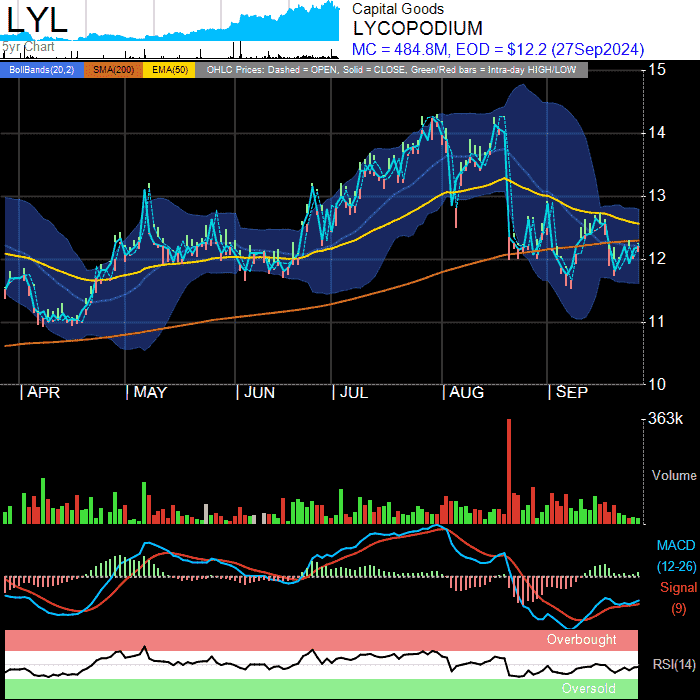 LYL
5yr Chart
Capital Goods
LYCOPODIUM
MC = 484.8M, EOD = $12.2 (27Sep2024)
BollBands(20,2) SMA(200) EMA(50) OHLC Prices: Dashed = OPEN, Solid = CLOSE, Green/Red bars = Intra-day HIGH/LOW
15
14
13
12
11
10
| APR | MAY | JUN | JUL | AUG | SEP
363k
Volume
MACD
(12-26)
Signal
(9)
Overbought
RSI(14)
Oversold